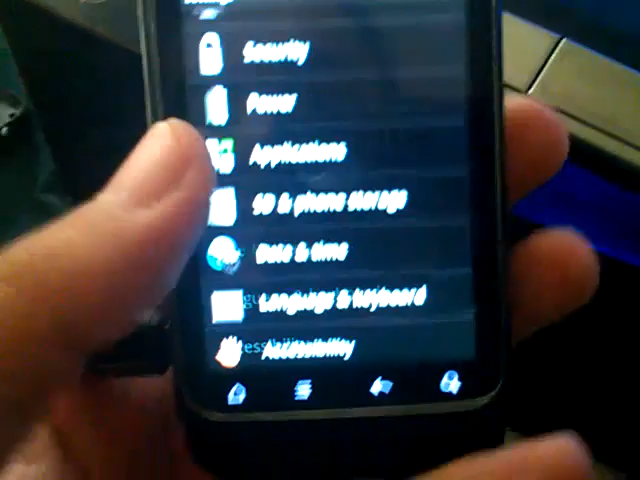 Security
Power
Applications
SD & phone storage
Date & time
Language & keyboard
Accessibility